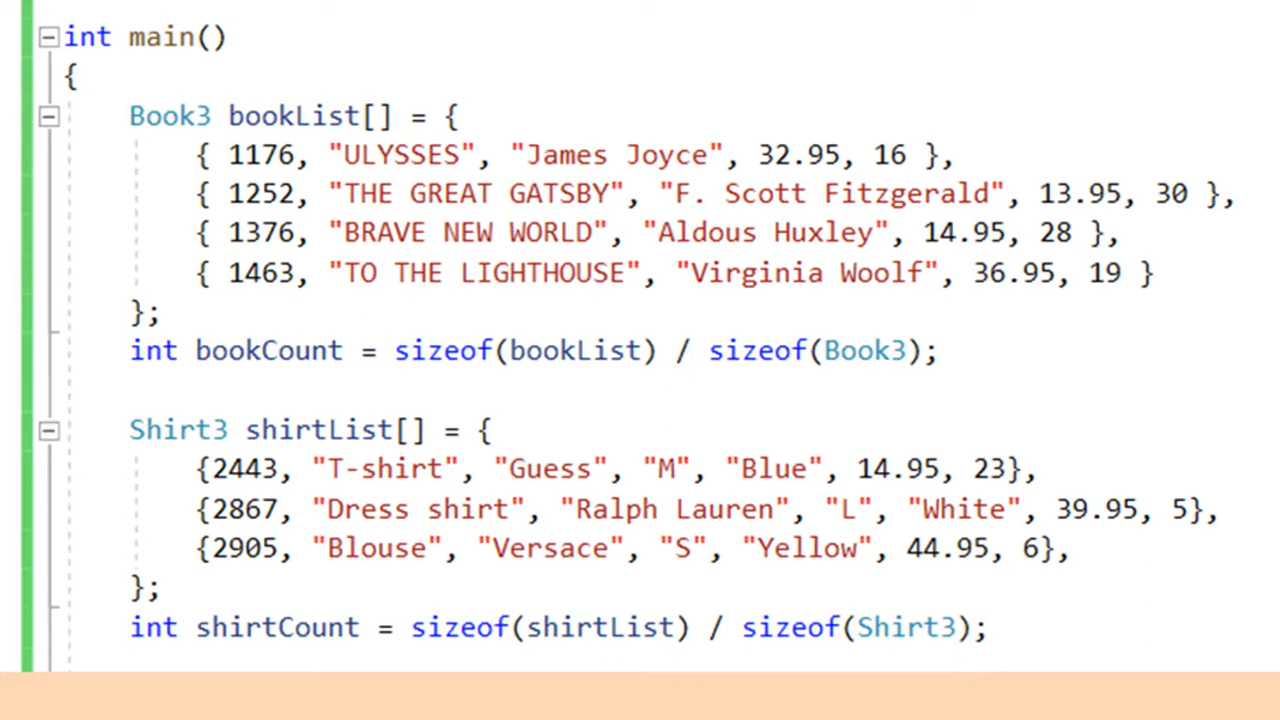 int main()
{
Book3 bookList[] = {
{ 1176, "ULYSSES", "James Joyce", 32.95, 16 },
{ 1252, "THE GREAT GATSBY", "F. Scott Fitzgerald", 13.95, 30 },
{ 1376, "BRAVE NEW WORLD", "Aldous Huxley", 14.95, 28 },
{ 1463, "TO THE LIGHTHOUSE", "Virginia Woolf", 36.95, 19 }
};
int bookCount = sizeof(bookList) / sizeof(Book3);
Shirt3 shirtList[] = {
{2443, "T-shirt", "Guess", "M", "Blue", 14.95, 23},
{2867, "Dress shirt", "Ralph Lauren", "L", "White", 39.95, 5},
{2905, "Blouse", "Versace", "S", "Yellow", 44.95, 6},
};
int shirtCount = sizeof(shirtList) / sizeof(Shirt3);